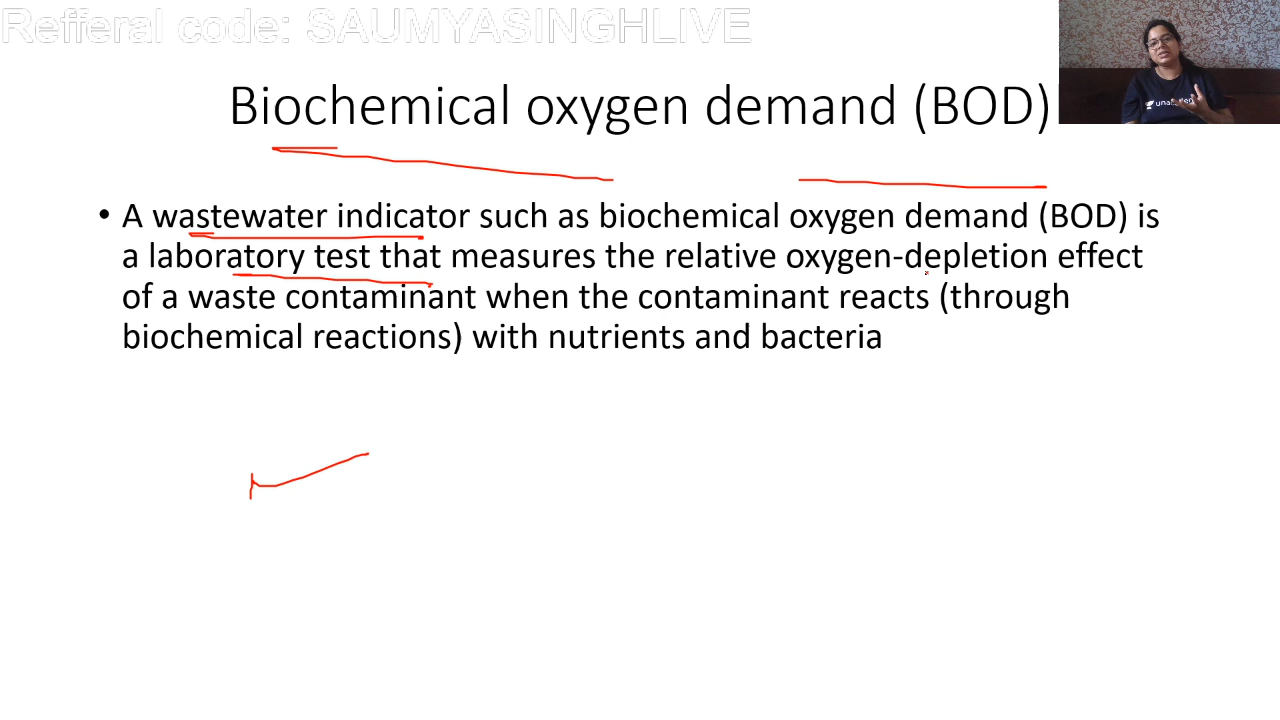 Refferal code: SAUMYASINGHLIVE
Biochemical oxygen demand (BOD)
• A wastewater indicator such as biochemical oxygen demand (BOD) is
a laboratory test that measures the relative oxygen-depletion effect
of a waste contaminant when the contaminant reacts (through
biochemical reactions) with nutrients and bacteria